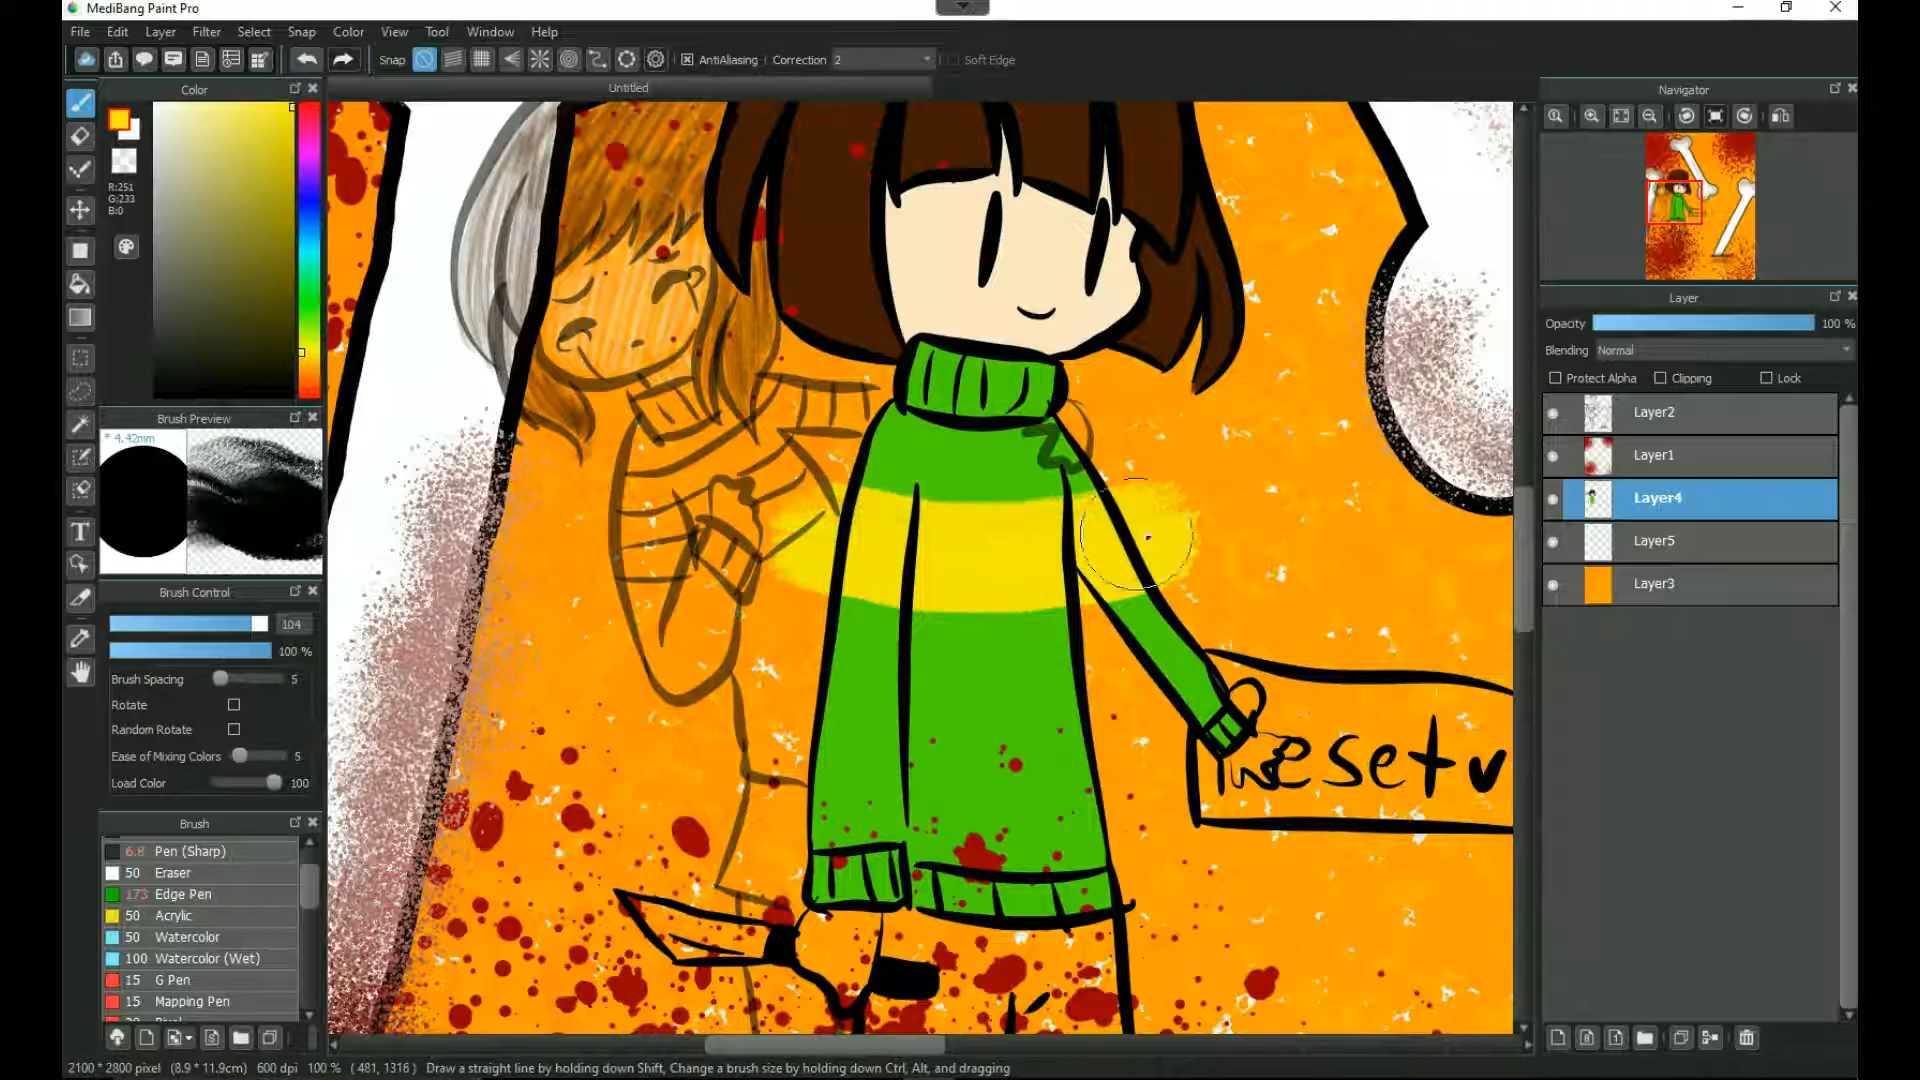 MediBang Paint Pro
File Edit Layer Filter Select Snap Color View Tool Window Help
Snap AntiAliasing Correction 2 Soft Edge
Color Untitled Navigator
R:251
G:233
B:0
Layer
Opacity 100 %
Blending Normal
Protect Alpha Clipping Lock
Layer2
Layer1
Layer4
Layer5
Layer3
Brush Preview
* 4.42mm
Brush Control
104
100 %
Brush Spacing 5
Rotate
Random Rotate
Ease of Mixing Colors 5
Load Color 100
Brush
6.8 Pen (Sharp)
50 Eraser
173 Edge Pen
50 Acrylic
50 Watercolor
100 Watercolor (Wet)
15 G Pen
15 Mapping Pen
2100 * 2800 pixel (8.9 * 11.9cm) 600 dpi 100 % ( 481, 1316 ) Draw a straight line by holding down Shift, Change a brush size by holding down Ctrl, Alt, and dragging